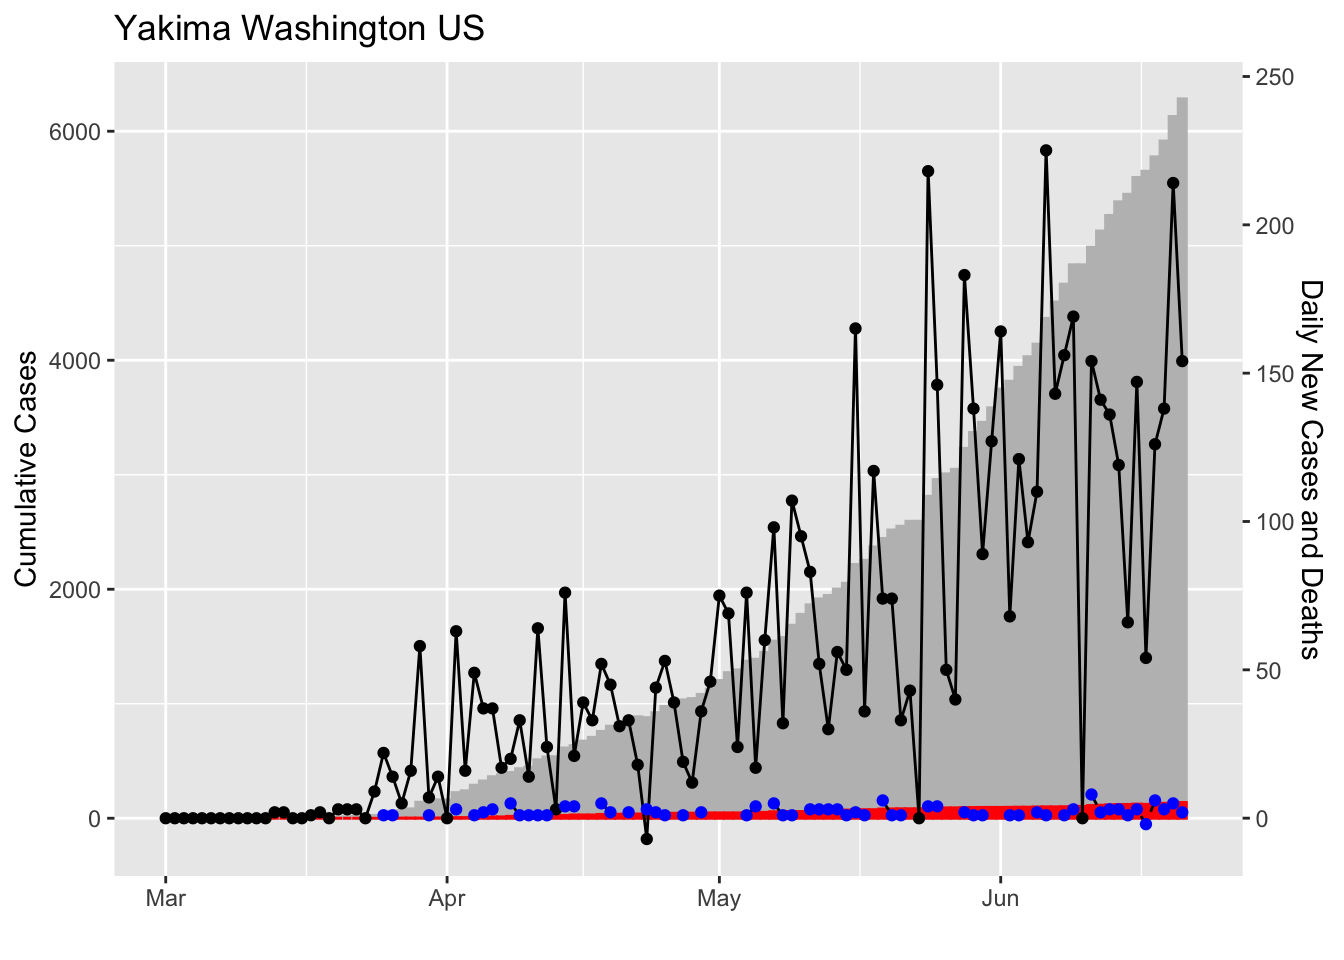 Yakima Washington US
Cumulative Cases
6000
4000
2000
0
250
200
150
100
50
0
Daily New Cases and Deaths
Mar
Apr
May
Jun